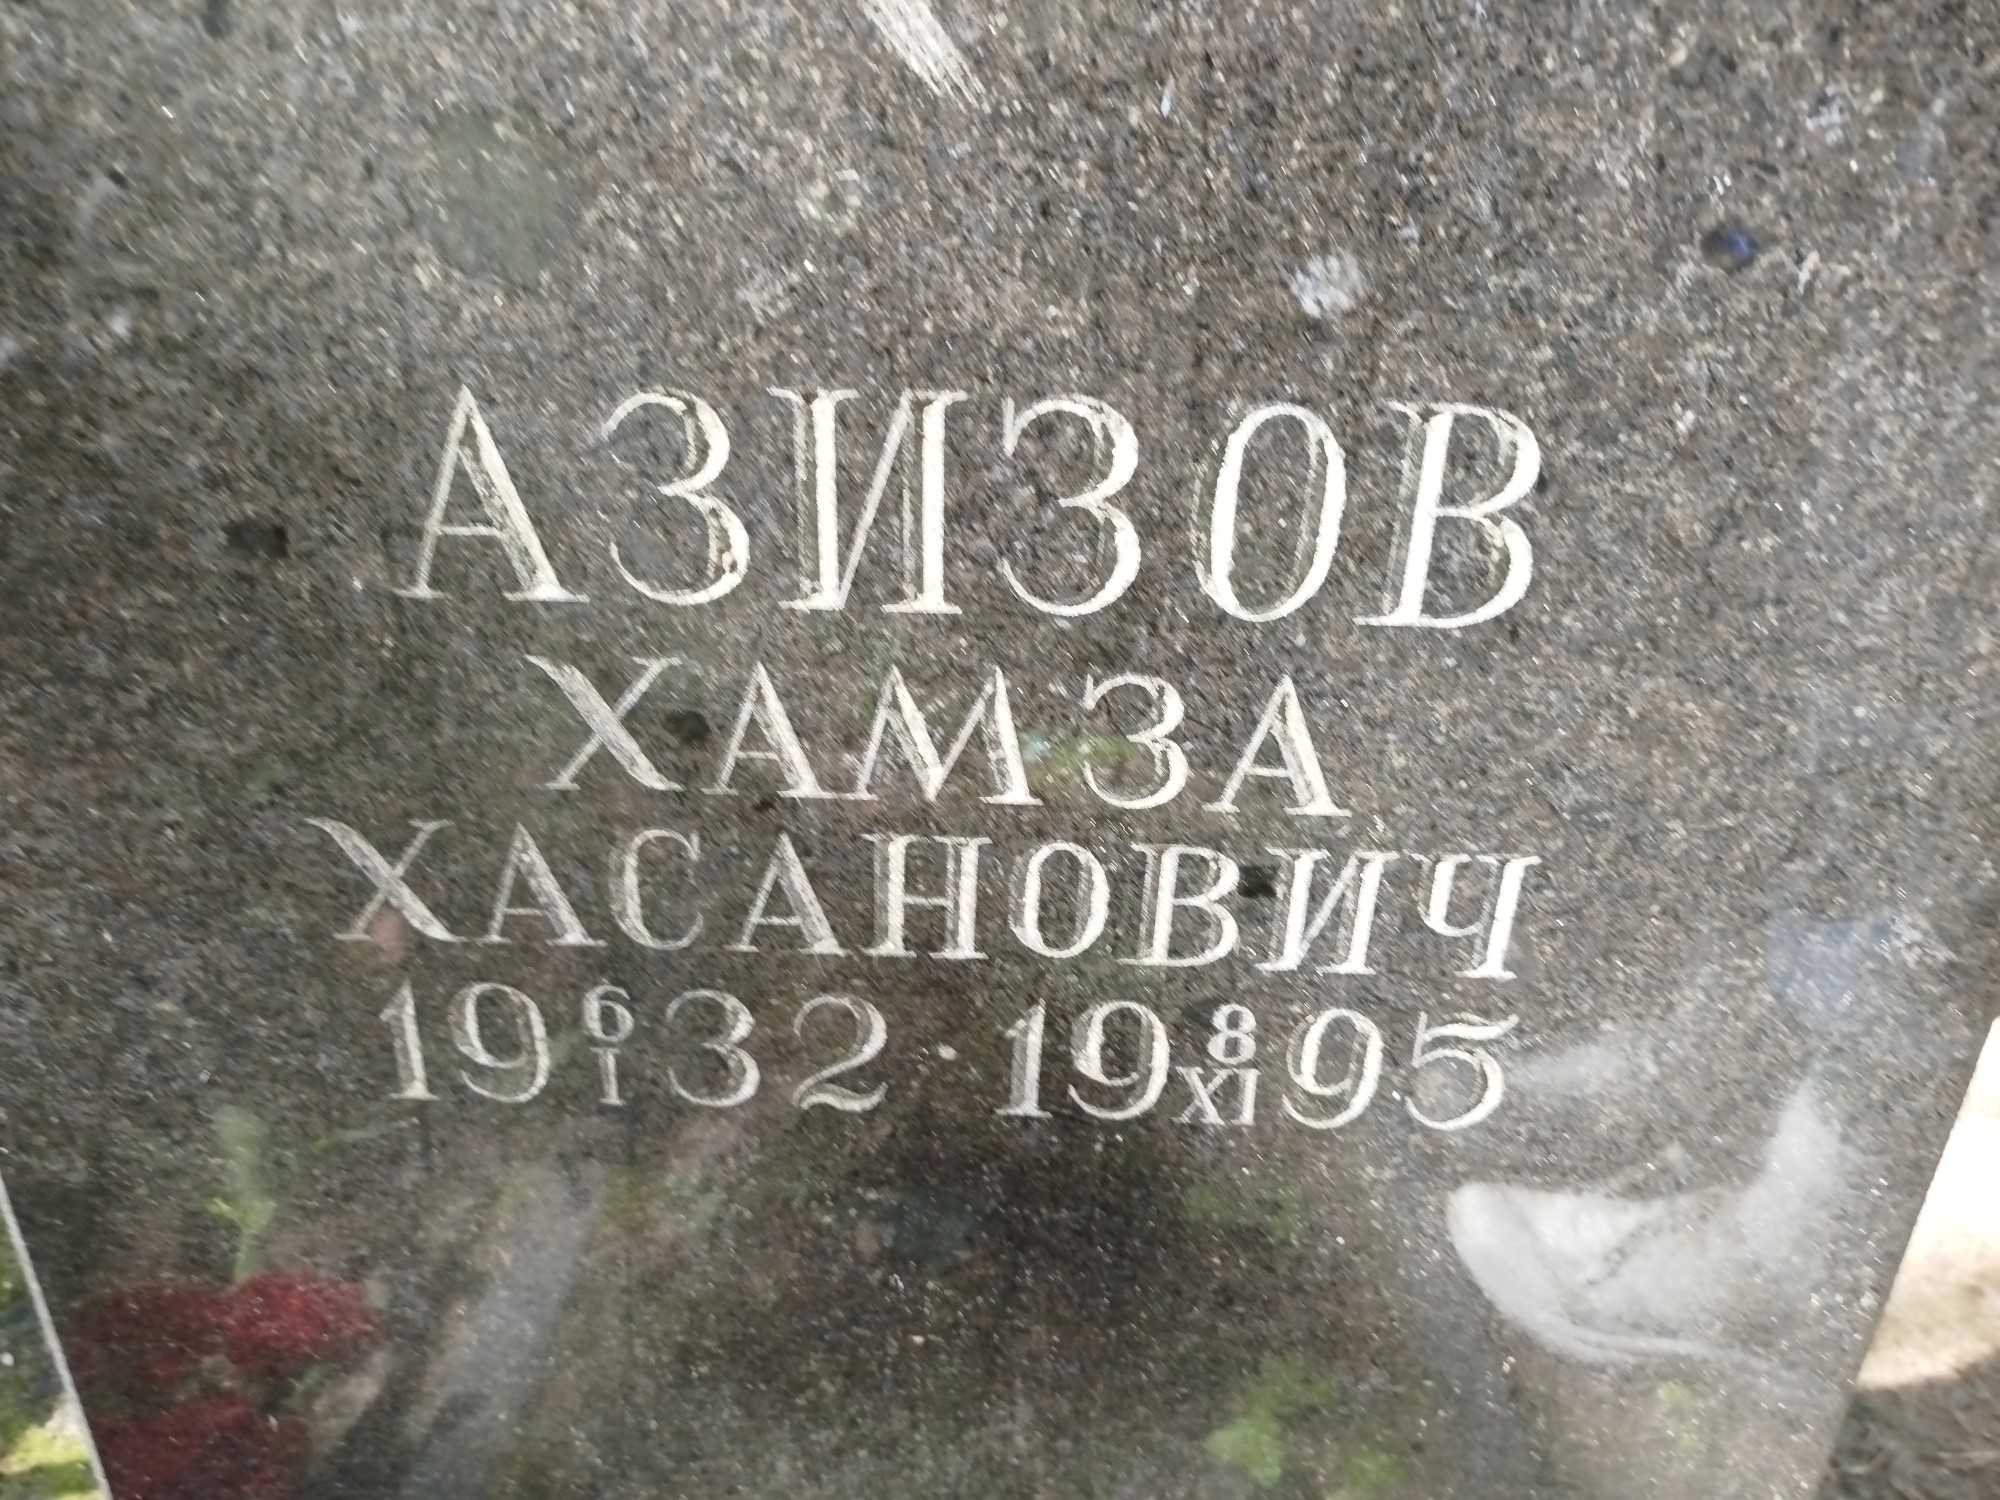 АЗИЗОВ
ХАМЗА
ХАСАНОВИЧ
19 6/I 32 · 19 8/XI 95